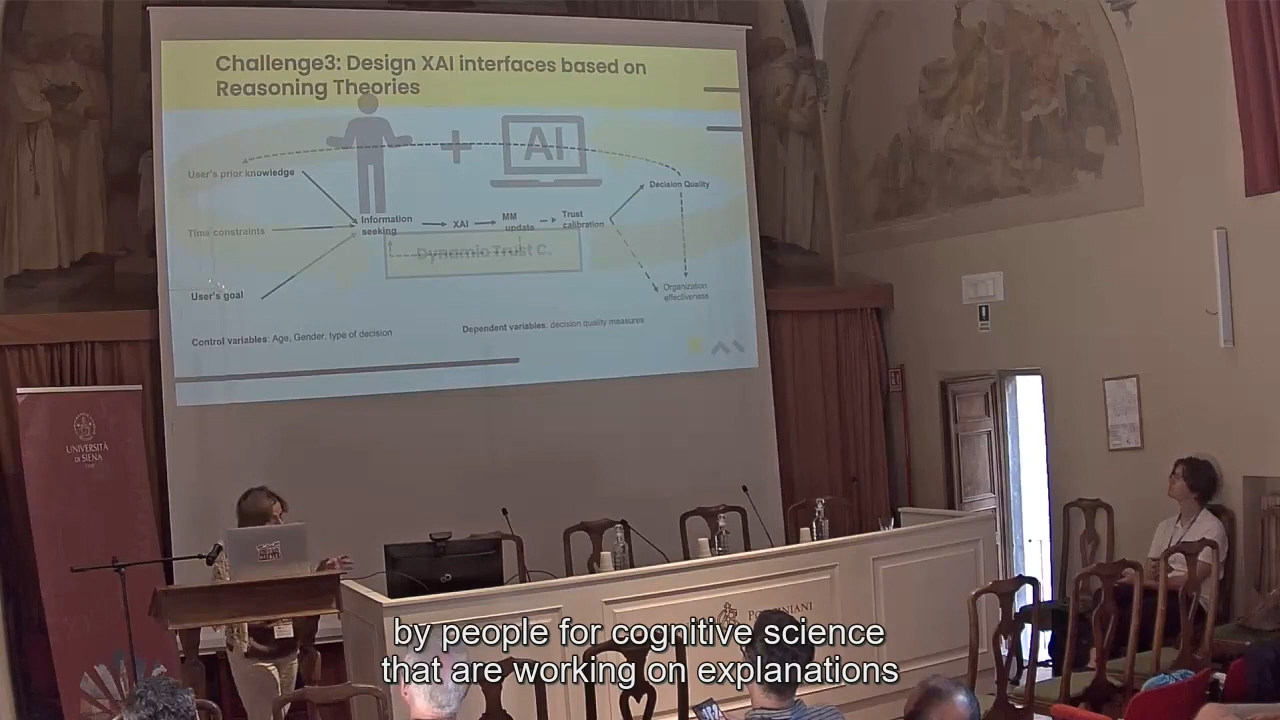 Challenge3: Design XAI interfaces based on
Reasoning Theories
AI
User's prior knowledge
Decision Quality
Information
seeking
XAI
MM
update
Trust
calibration
Time constraints
Dynamic Trust C.
User's goal
Organization
effectiveness
Control variables: Age, Gender, type of decision
Dependent variables: decision quality measures
UNIVERSITÀ
DI SIENA
by people for cognitive science
that are working on explanations